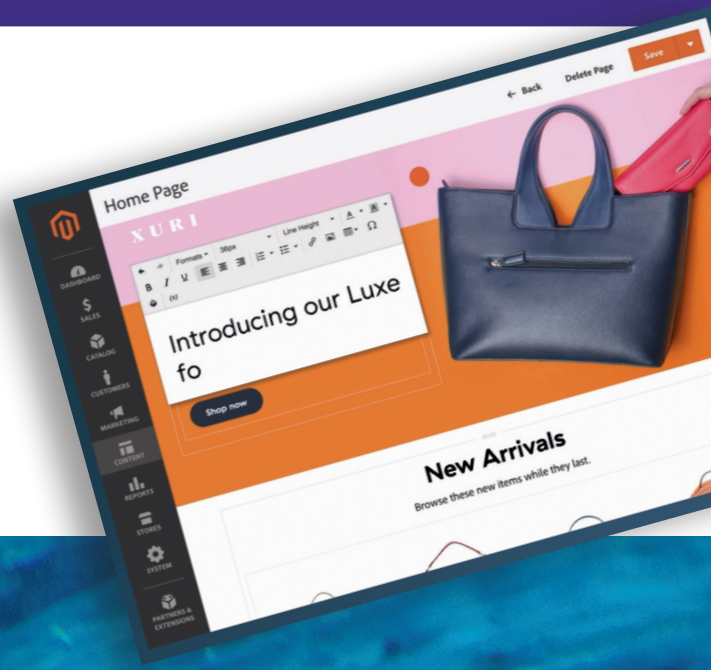 ← Back
Delete Page
Save
Home Page
XURI
Formats
36px
Line Height
A
A
B I U
Ω
(x)
Introducing our Luxe
fo
Shop now
DASHBOARD
$
SALES
CATALOG
CUSTOMERS
MARKETING
CONTENT
REPORTS
STORES
SYSTEM
PARTNERS &
EXTENSIONS
NOW
New Arrivals
Browse these new items while they last.